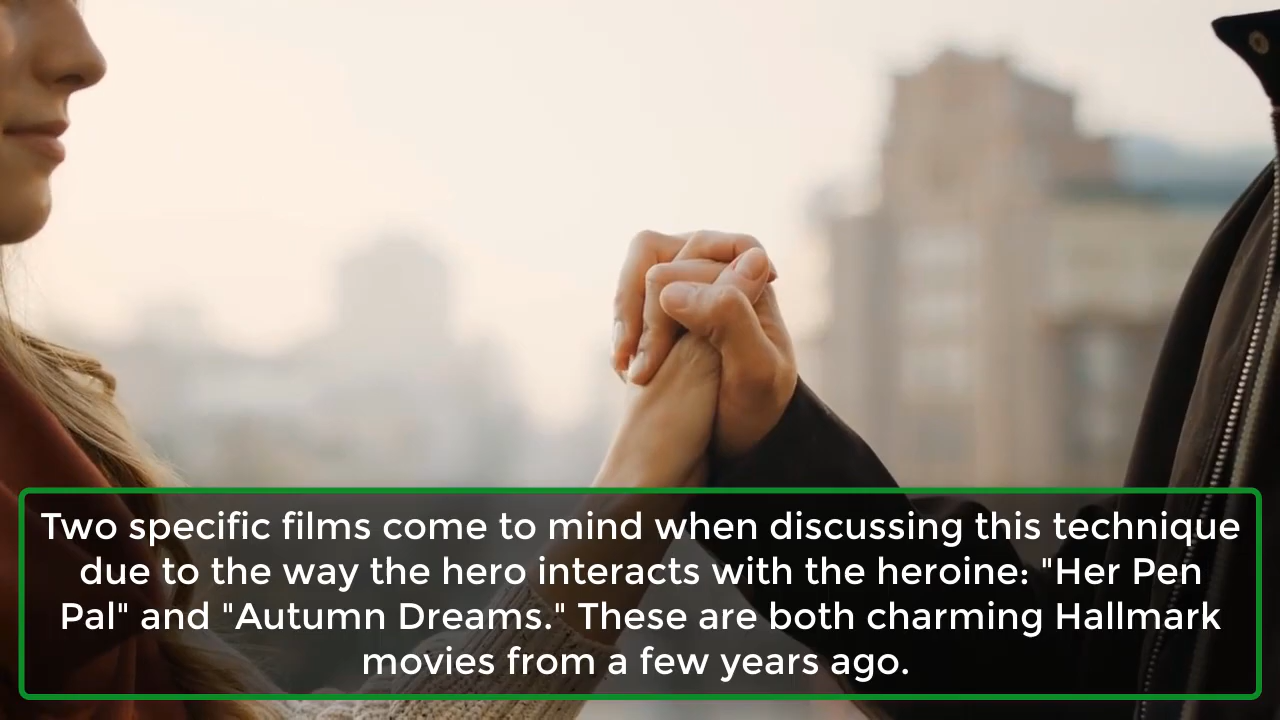 Two specific films come to mind when discussing this technique
due to the way the hero interacts with the heroine: "Her Pen
Pal" and "Autumn Dreams." These are both charming Hallmark
movies from a few years ago.